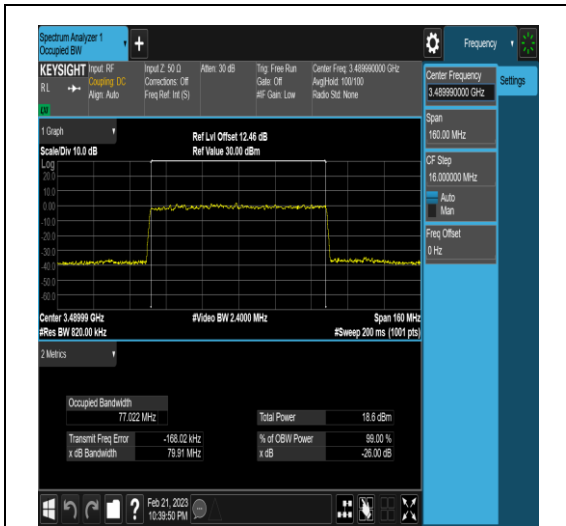 Spectrum Analyzer 1
Occupied BW
+
Frequency
KEYSIGHT Input: RF Input Z: 50 Ω Atten: 30 dB Trig: Free Run Center Freq: 3.489990000 GHz
RL Coupling: DC Corrections: Off Gate: Off Avg|Hold: 100/100
Align: Auto Freq Ref: Int (S) #IF Gain: Low Radio Std: None
Center Frequency
3.489990000 GHz
Settings
Span
160.00 MHz
CF Step
16.000000 MHz
Auto
Man
Freq Offset
0 Hz
1 Graph
Ref Lvl Offset 12.46 dB
Scale/Div 10.0 dB Ref Value 30.00 dBm
Log
20.0
10.0
0.00
-10.0
-20.0
-30.0
-40.0
-50.0
-60.0
Center 3.48999 GHz #Video BW 2.4000 MHz Span 160 MHz
#Res BW 820.00 kHz #Sweep 200 ms (1001 pts)
2 Metrics
Occupied Bandwidth
77.022 MHz
Total Power 18.6 dBm
Transmit Freq Error -168.02 kHz % of OBW Power 99.00 %
x dB Bandwidth 79.91 MHz x dB -26.00 dB
? Feb 21, 2023
10:39:50 PM